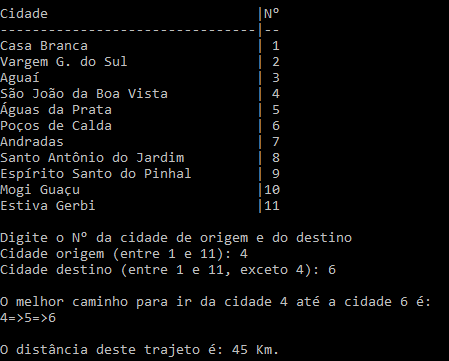 Cidade                          |Nº
--------------------------------|--
Casa Branca                     | 1
Vargem G. do Sul                | 2
Aguaí                           | 3
São João da Boa Vista           | 4
Águas da Prata                  | 5
Poços de Calda                  | 6
Andradas                        | 7
Santo Antônio do Jardim         | 8
Espírito Santo do Pinhal        | 9
Mogi Guaçu                      |10
Estiva Gerbi                    |11
Digite o Nº da cidade de origem e do destino
Cidade origem (entre 1 e 11): 4
Cidade destino (entre 1 e 11, exceto 4): 6
O melhor caminho para ir da cidade 4 até a cidade 6 é:
4=>5=>6
O distância deste trajeto é: 45 Km.